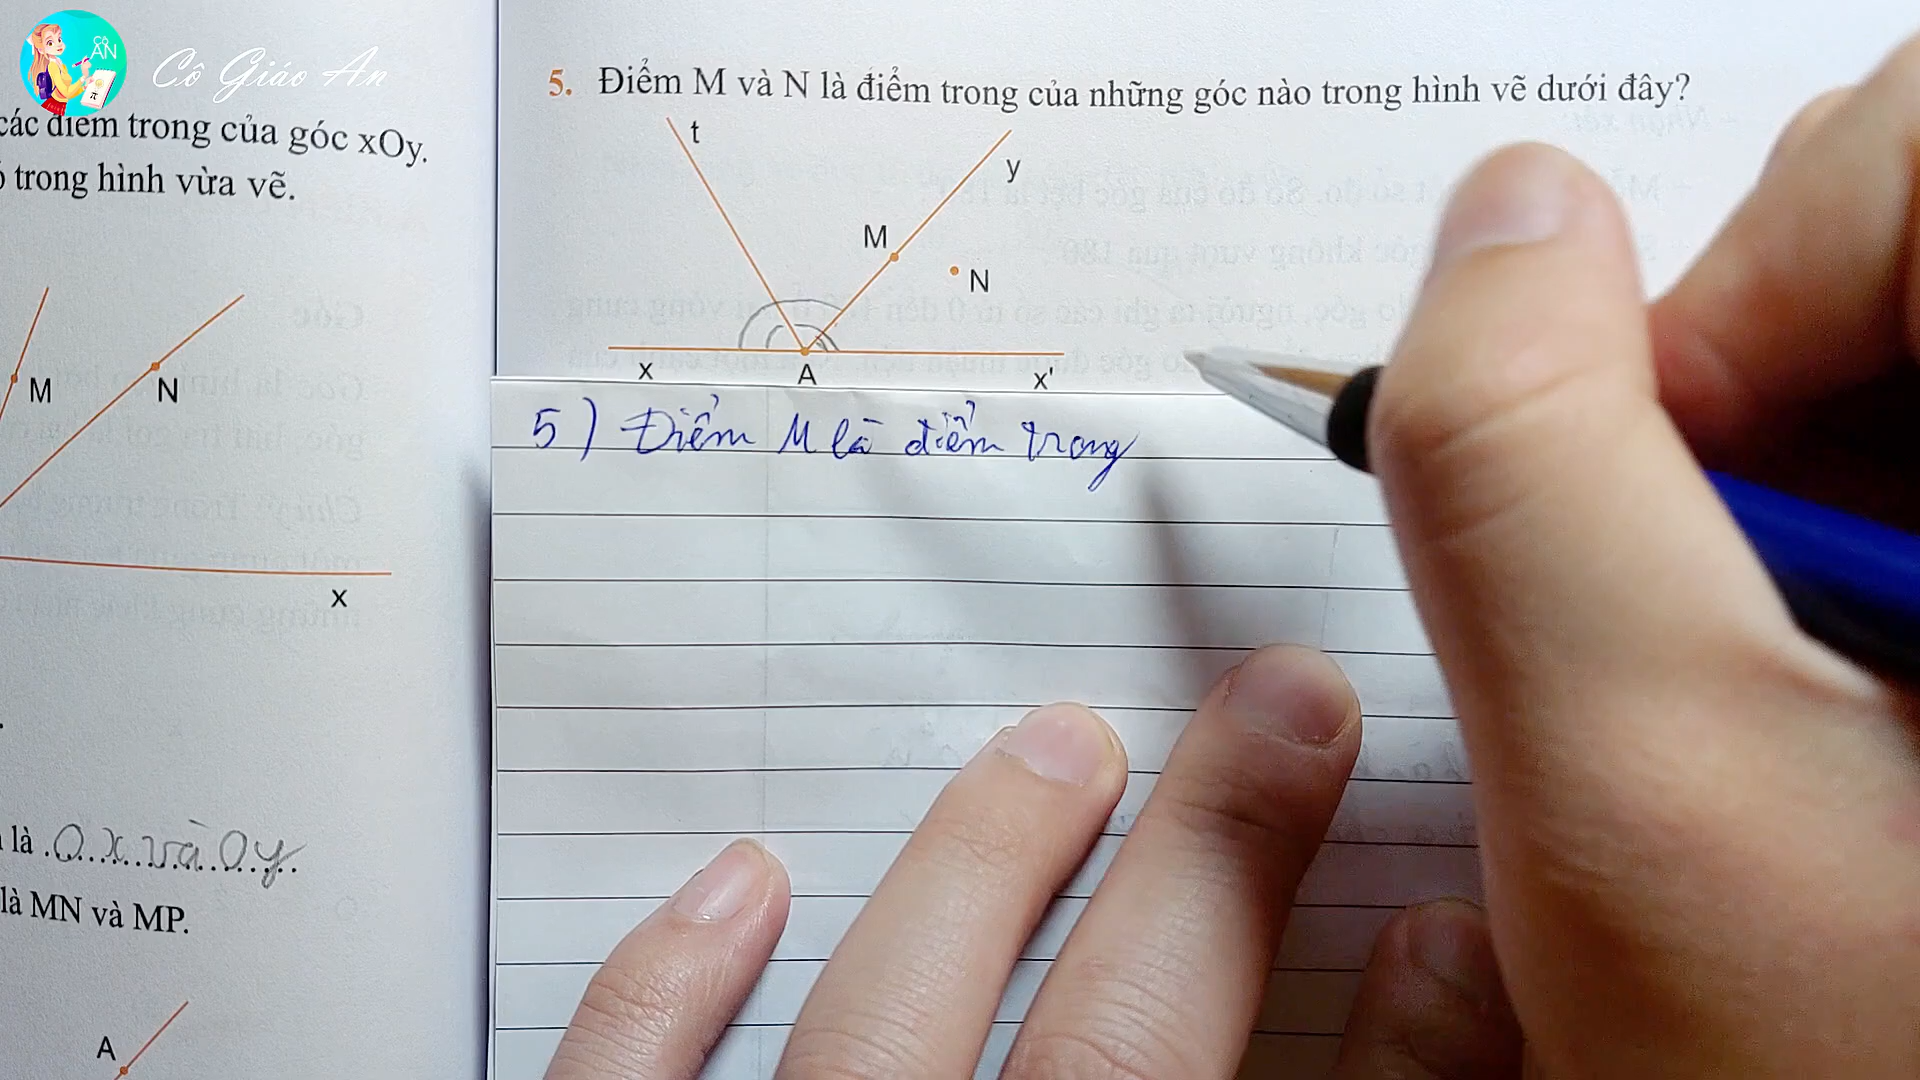 CÔ AN
π
Cô Giáo An
các điểm trong của góc xOy.
trong hình vừa vẽ.
M
N
x
là .Ox và Oy.
là MN và MP.
A
5. Điểm M và N là điểm trong của những góc nào trong hình vẽ dưới đây?
t
y
M
N
x
A
x'
5) Điểm M là điểm trong